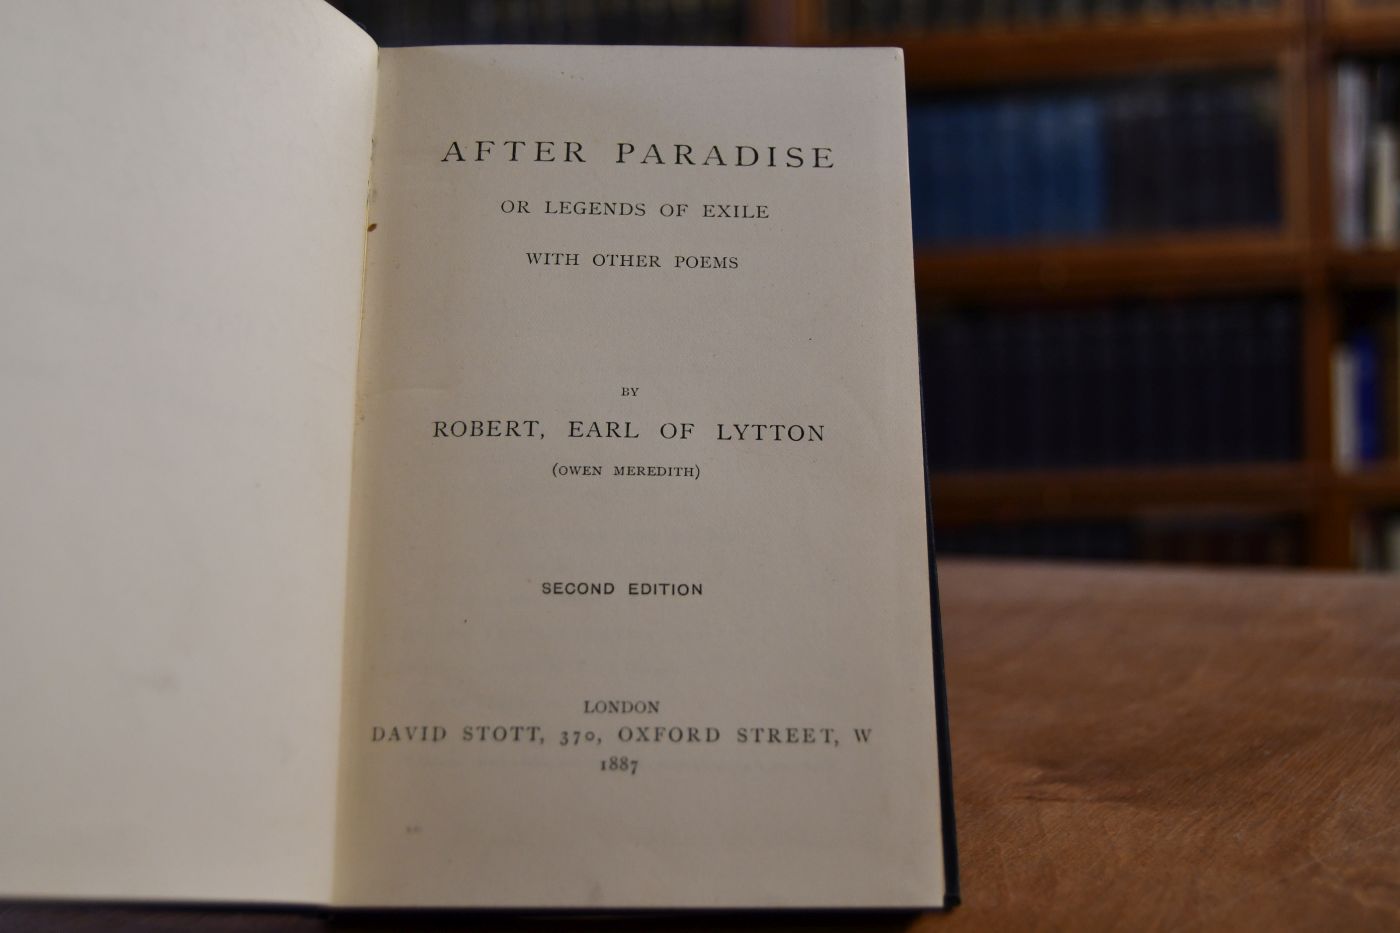 AFTER PARADISE
OR LEGENDS OF EXILE
WITH OTHER POEMS
BY
ROBERT, EARL OF LYTTON
(OWEN MEREDITH)
SECOND EDITION
LONDON
DAVID STOTT, 370, OXFORD STREET, W
1887